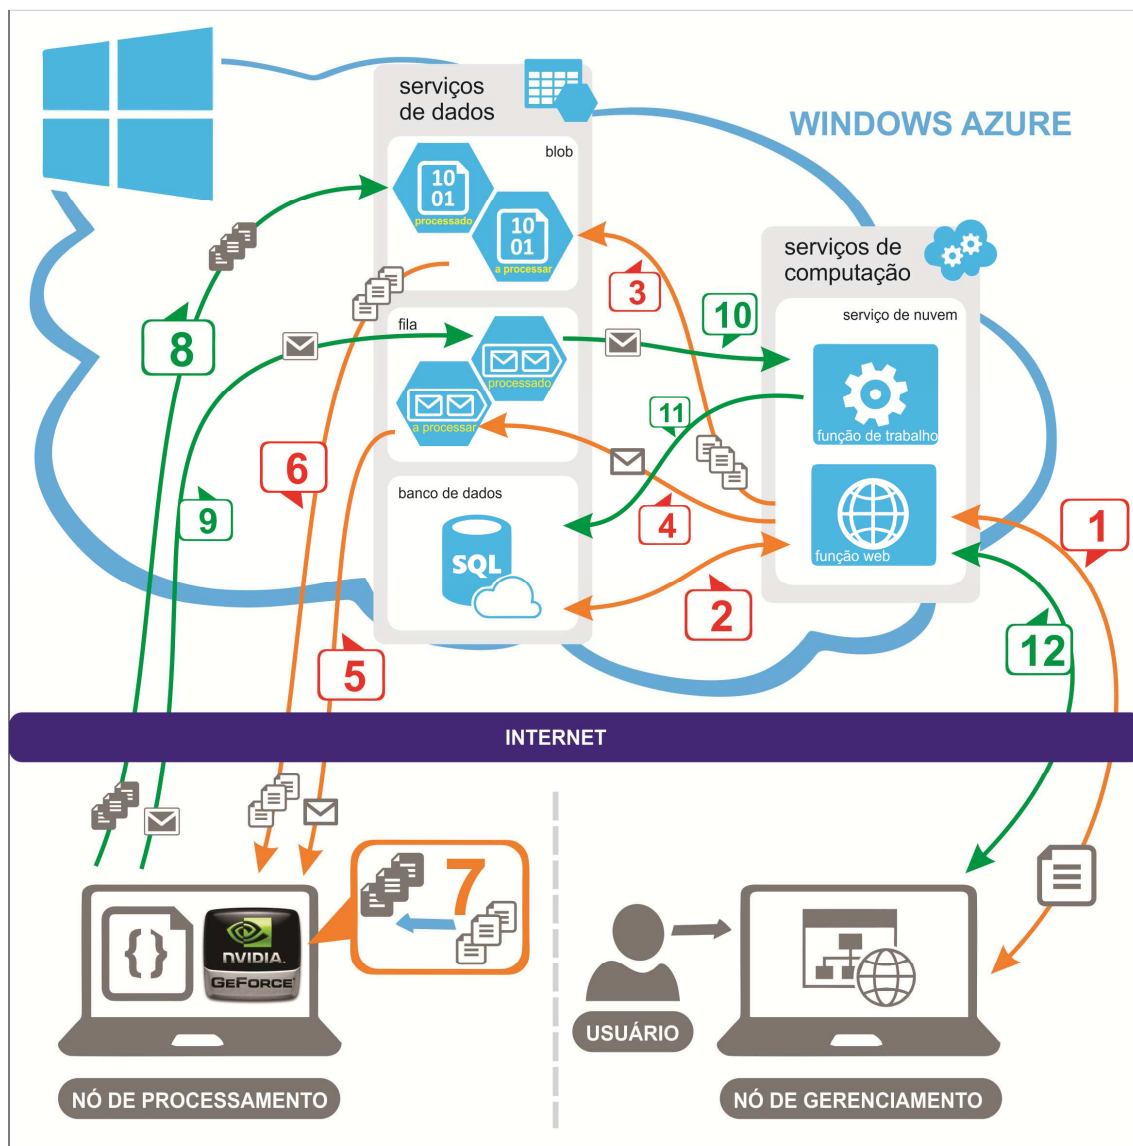 WINDOWS AZURE
serviços
de dados
blob
10
01
processado
10
01
a processar
serviços de
computação
3
10
serviço de nuvem
8
fila
processado
a processar
11
função de trabalho
6
9
banco de dados
4
1
SQL
função web
2
12
5
INTERNET
7
{}
NVIDIA.
GEFORCE
USUÁRIO
NÓ DE PROCESSAMENTO
NÓ DE GERENCIAMENTO